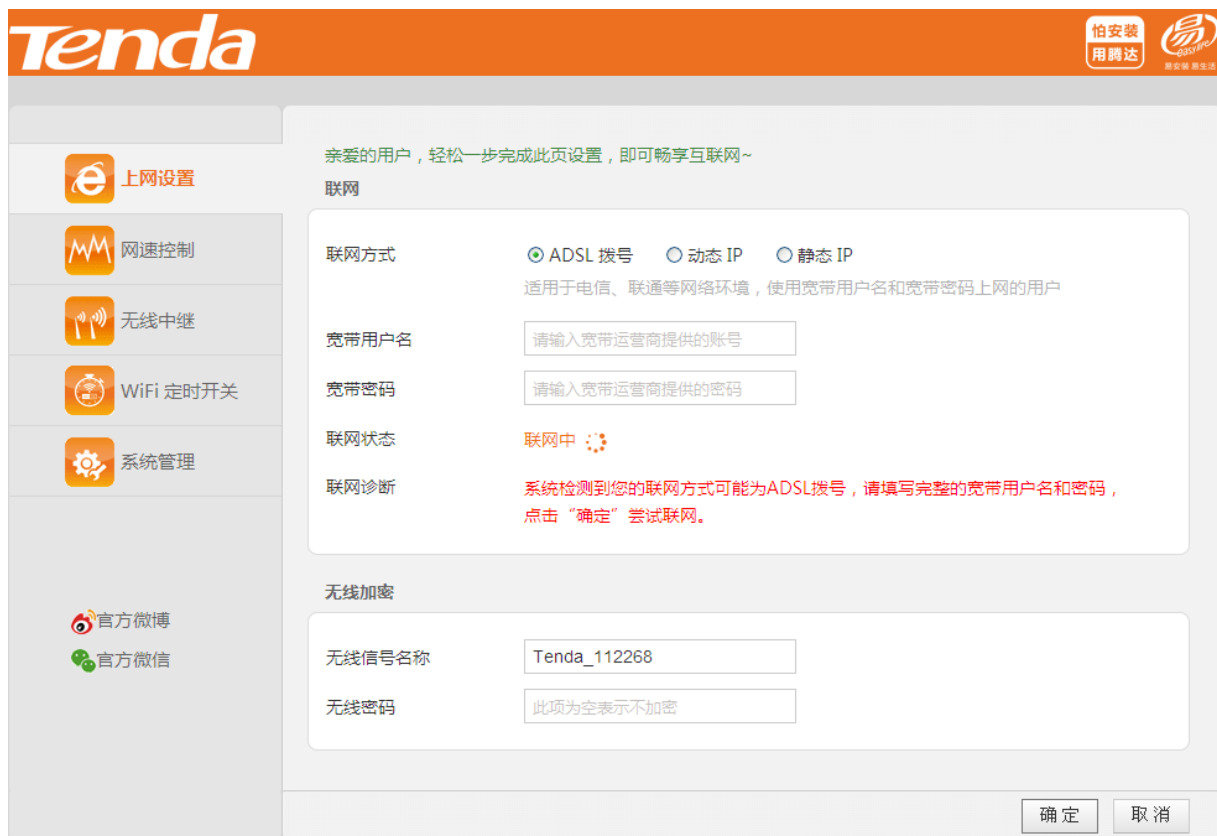 Tenda
怕安装
用腾达
易
easylife
易安装 易生活
亲爱的用户，轻松一步完成此页设置，即可畅享互联网~
上网设置
联网
网速控制
联网方式
ADSL 拨号 动态 IP 静态 IP
适用于电信、联通等网络环境，使用宽带用户名和宽带密码上网的用户
无线中继
宽带用户名
请输入宽带运营商提供的账号
WiFi 定时开关
宽带密码
请输入宽带运营商提供的密码
联网状态
联网中
系统管理
联网诊断
系统检测到您的联网方式可能为ADSL拨号，请填写完整的宽带用户名和密码，
点击“确定”尝试联网。
无线加密
官方微博
官方微信
无线信号名称
Tenda_112268
无线密码
此项为空表示不加密
确定
取消